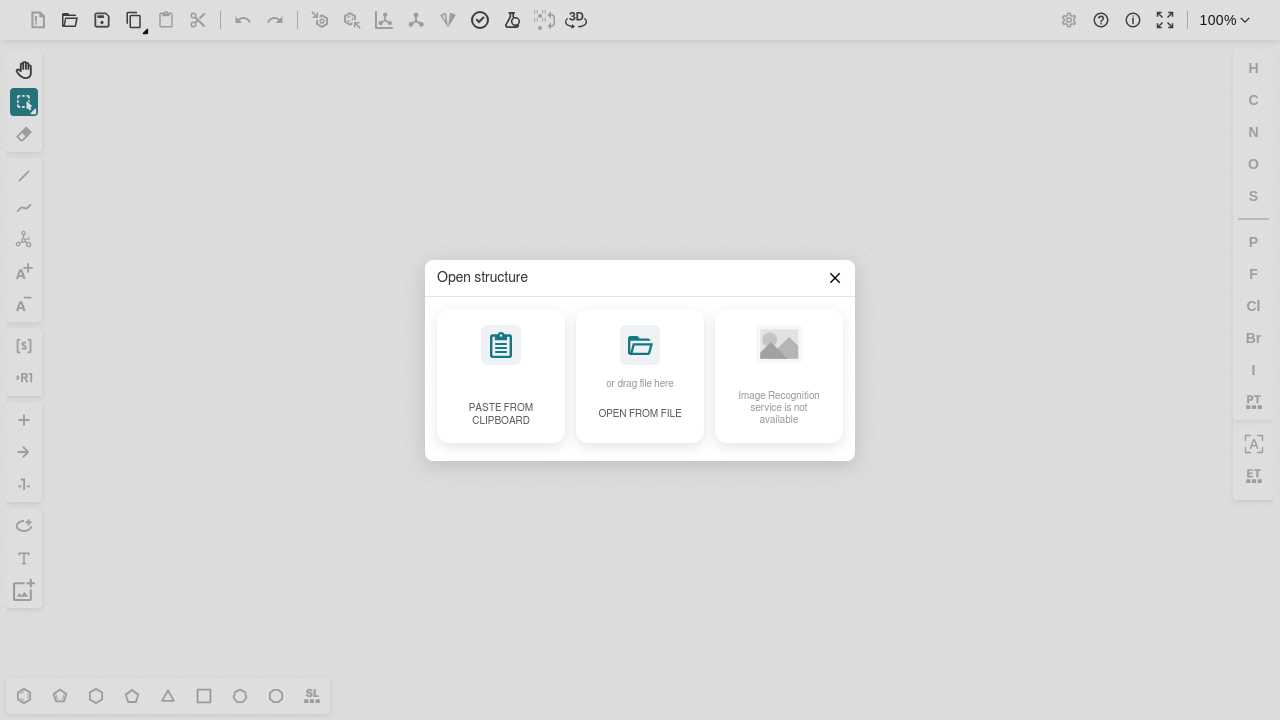 3D
100%
H
C
N
O
S
P
F
Cl
Br
I
PT
[A]
ET
A+
A−
[s]
R1
-1-
T
SL
Open structure
PASTE FROM
CLIPBOARD
or drag file here
OPEN FROM FILE
Image Recognition
service is not
available